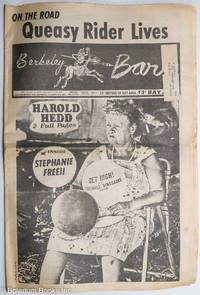 ON THE ROAD
Queasy Rider Lives
Berkeley Barb
15¢ BAY
HAROLD
HEDD
2 Full Pages
INSIDE
STEPHANIE
FREE!!
GET HIGH!
© Bolerium Books Inc.